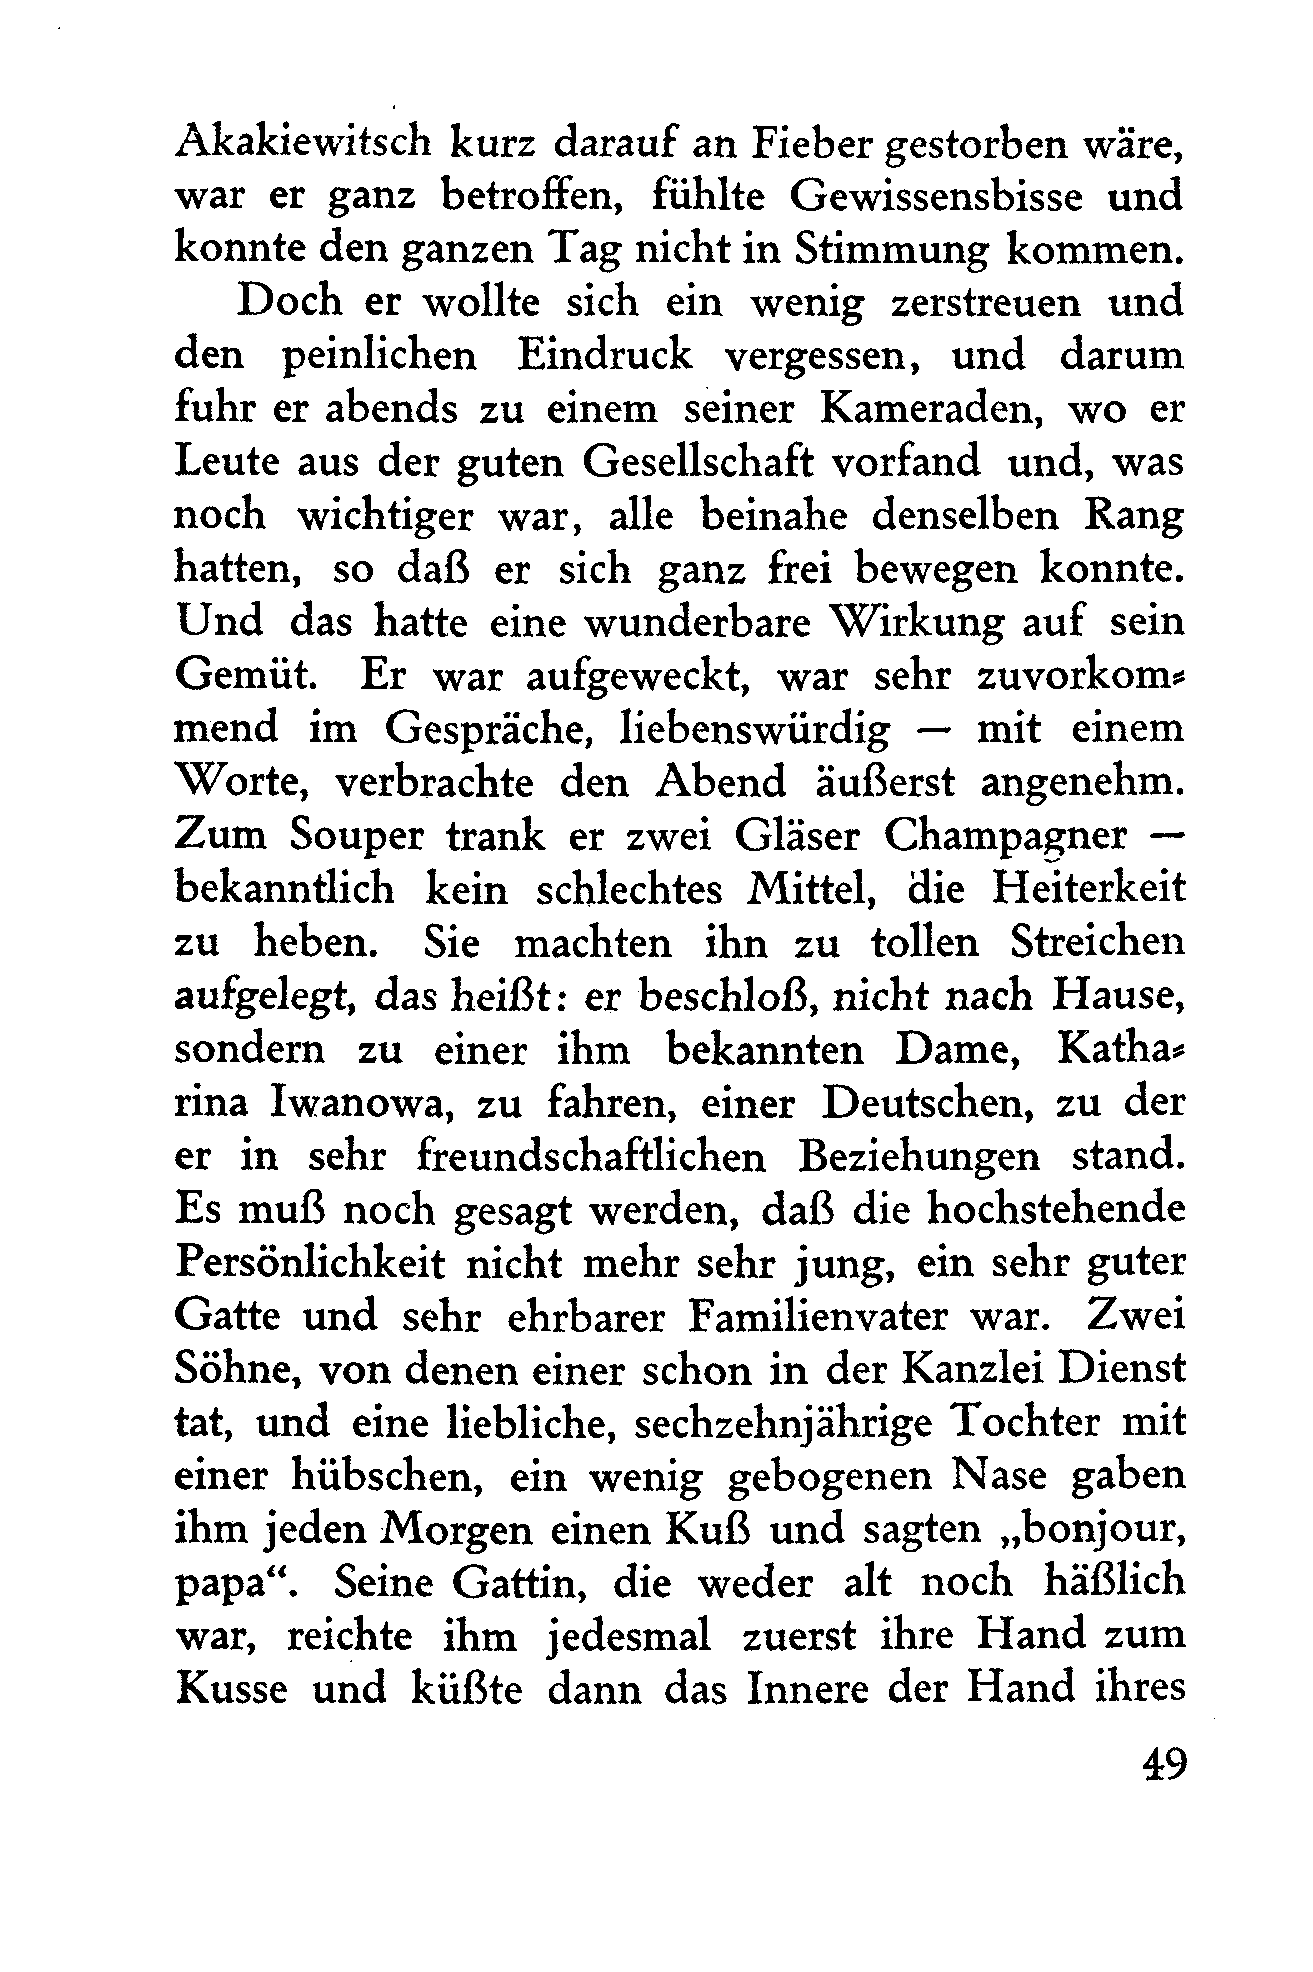 Akakiewitsch kurz darauf an Fieber gestorben wäre,
war er ganz betroffen, fühlte Gewissensbisse und
konnte den ganzen Tag nicht in Stimmung kommen.
Doch er wollte sich ein wenig zerstreuen und
den peinlichen Eindruck vergessen, und darum
fuhr er abends zu einem seiner Kameraden, wo er
Leute aus der guten Gesellschaft vorfand und, was
noch wichtiger war, alle beinahe denselben Rang
hatten, so daß er sich ganz frei bewegen konnte.
Und das hatte eine wunderbare Wirkung auf sein
Gemüt. Er war aufgeweckt, war sehr zuvorkom⸗
mend im Gespräche, liebenswürdig — mit einem
Worte, verbrachte den Abend äußerst angenehm.
Zum Souper trank er zwei Gläser Champagner —
bekanntlich kein schlechtes Mittel, die Heiterkeit
zu heben. Sie machten ihn zu tollen Streichen
aufgelegt, das heißt: er beschloß, nicht nach Hause,
sondern zu einer ihm bekannten Dame, Katha⸗
rina Iwanowa, zu fahren, einer Deutschen, zu der
er in sehr freundschaftlichen Beziehungen stand.
Es muß noch gesagt werden, daß die hochstehende
Persönlichkeit nicht mehr sehr jung, ein sehr guter
Gatte und sehr ehrbarer Familienvater war. Zwei
Söhne, von denen einer schon in der Kanzlei Dienst
tat, und eine liebliche, sechzehnjährige Tochter mit
einer hübschen, ein wenig gebogenen Nase gaben
ihm jeden Morgen einen Kuß und sagten „bonjour,
papa“. Seine Gattin, die weder alt noch häßlich
war, reichte ihm jedesmal zuerst ihre Hand zum
Kusse und küßte dann das Innere der Hand ihres
49